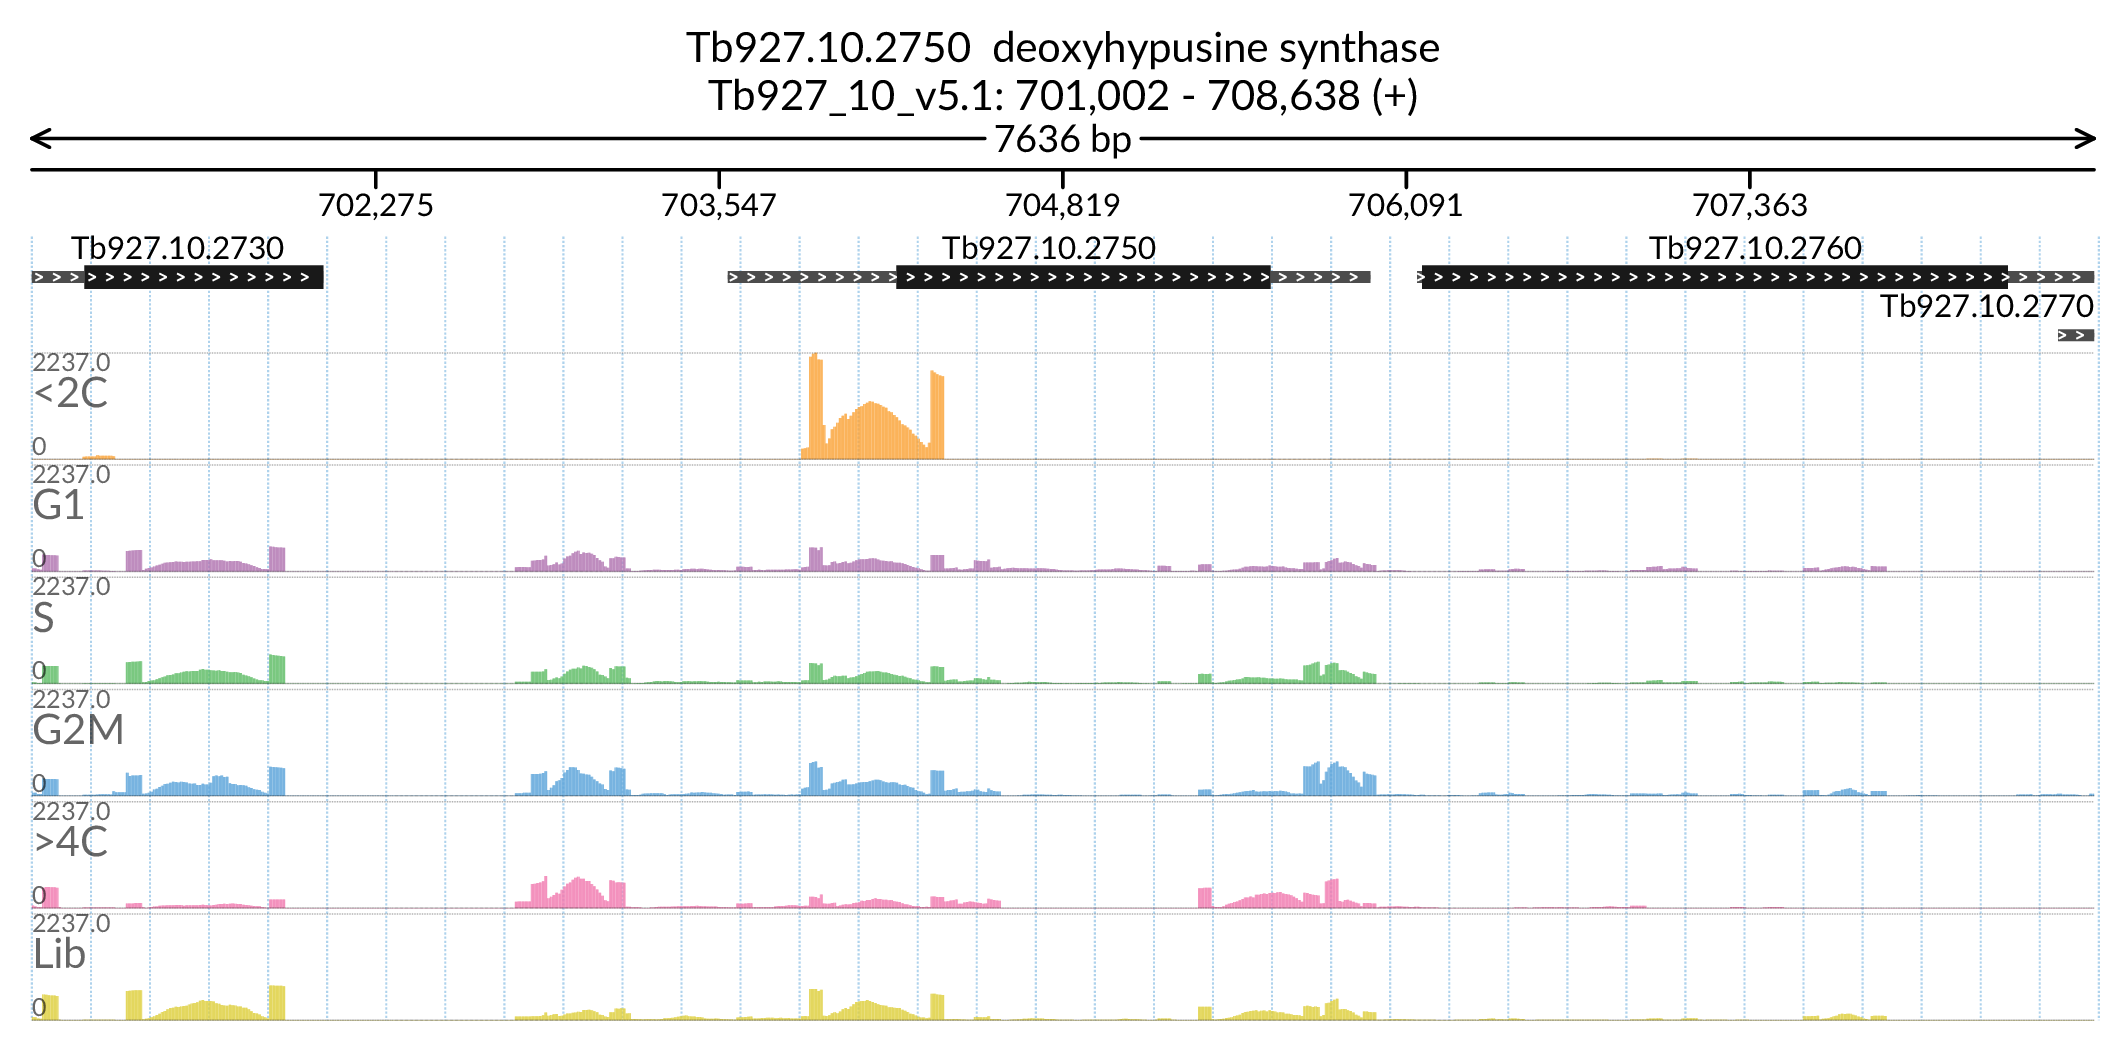 Tb927.10.2750  deoxyhypusine synthase
Tb927_10_v5.1: 701,002 - 708,638 (+)
7636 bp
702,275 703,547 704,819 706,091 707,363
Tb927.10.2730 Tb927.10.2750 Tb927.10.2760
Tb927.10.2770
2237.0
<2C
0
2237.0
G1
0
2237.0
S
0
2237.0
G2M
0
2237.0
>4C
0
2237.0
Lib
0